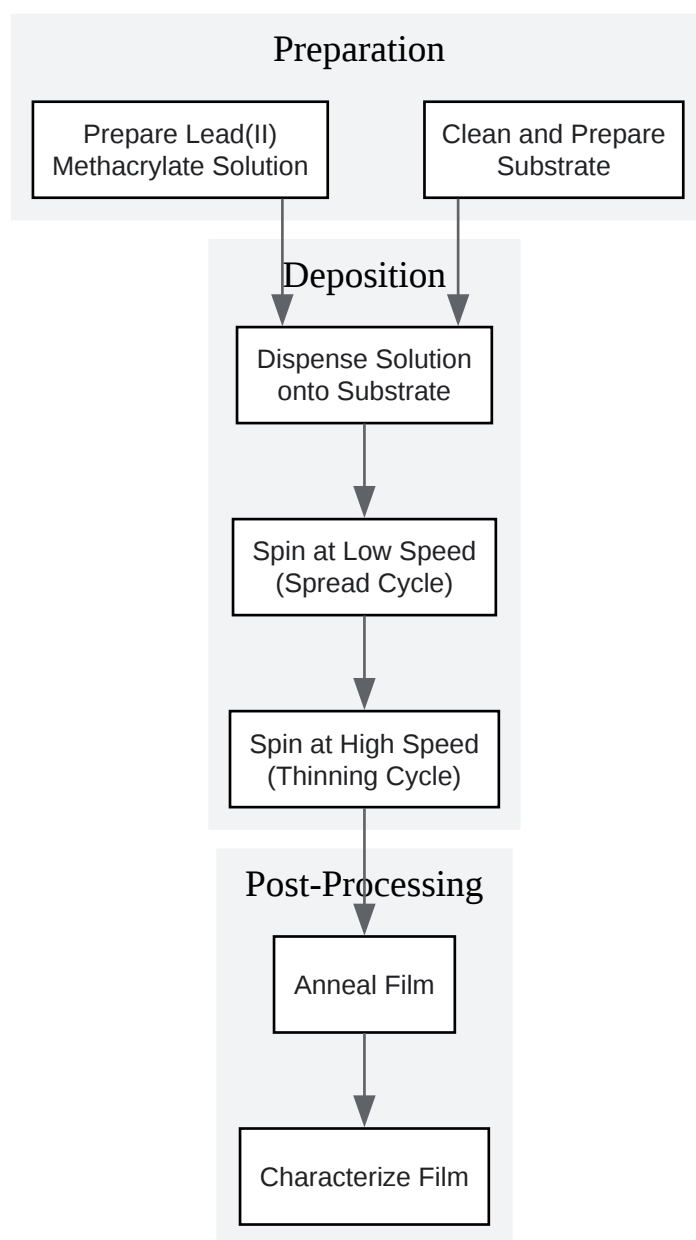 Preparation
Prepare Lead(II)
Methacrylate Solution
Clean and Prepare
Substrate
Deposition
Dispense Solution
onto Substrate
Spin at Low Speed
(Spread Cycle)
Spin at High Speed
(Thinning Cycle)
Post-Processing
Anneal Film
Characterize Film